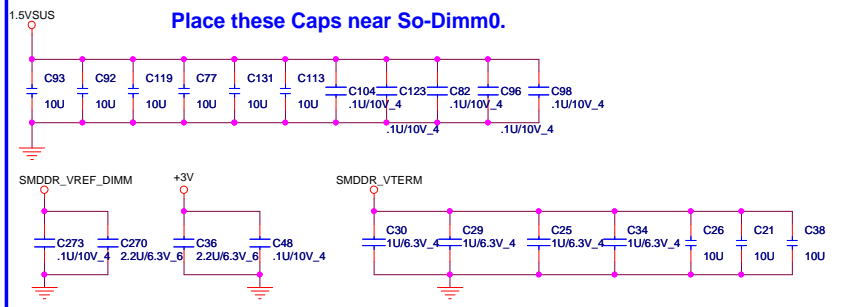 1.5VSUS
Place these Caps near So-Dimm0.
C93 C92 C119 C77 C131 C113 C104 C123 C82 C96 C98
10U 10U 10U 10U 10U 10U .1U/10V_4 .1U/10V_4 .1U/10V_4
.1U/10V_4 .1U/10V_4
SMDDR_VREF_DIMM +3V SMDDR_VTERM
C273 C270 C36 C48 C30 C29 C25 C34 C26 C21 C38
.1U/10V_4 2.2U/6.3V_6 2.2U/6.3V_6 .1U/10V_4 1U/6.3V_4 1U/6.3V_4 1U/6.3V_4 1U/6.3V_4 10U 10U 10U